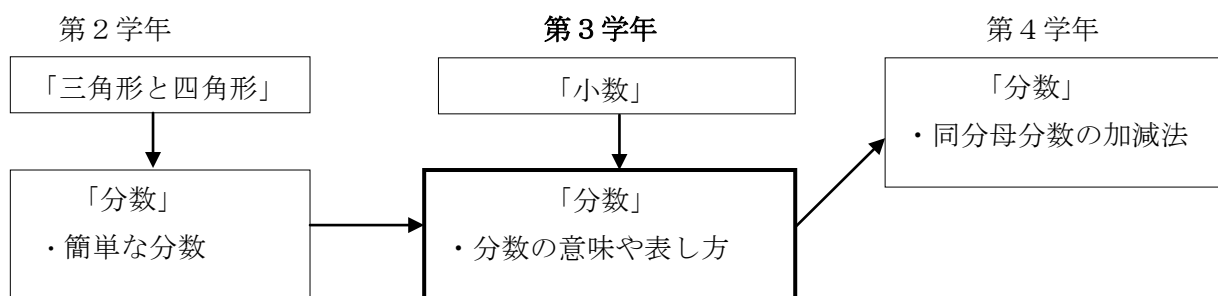 第２学年
第３学年
第４学年
「三角形と四角形」
「小数」
「分数」
・同分母分数の加減法
「分数」
・簡単な分数
「分数」
・分数の意味や表し方